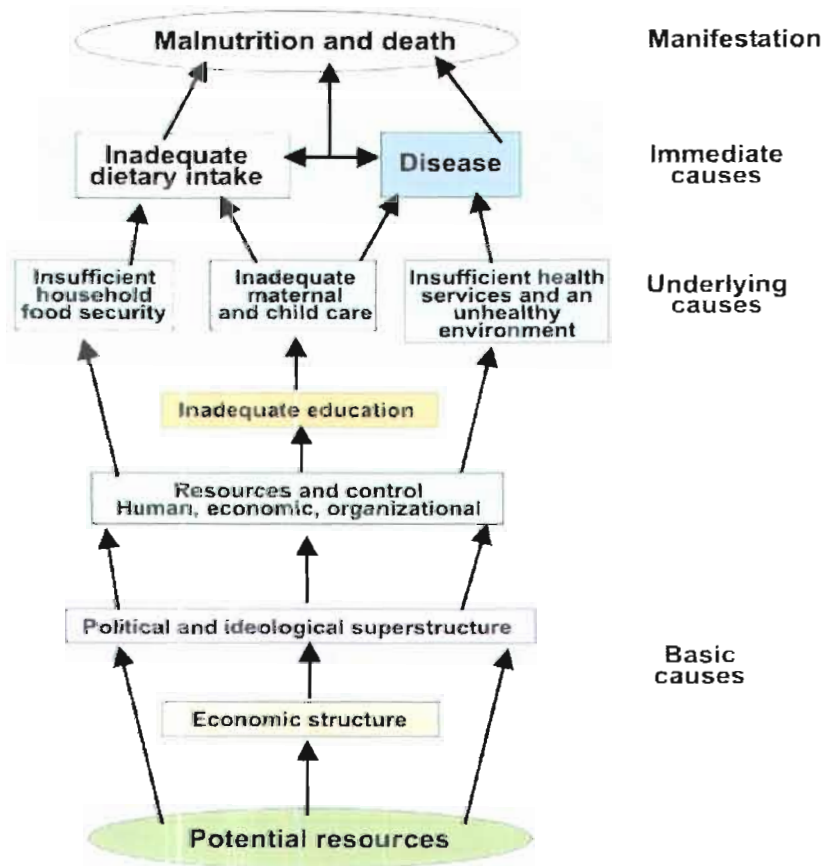 Malnutrition and death
Manifestation
Inadequate
dietary intake
Disease
Immediate
causes
Insufficient
household
food security
Inadequate
maternal
and child care
Insufficient health
services and an
unhealthy
environment
Underlying
causes
Inadequate education
Resources and control
Human, economic, organizational
Political and ideological superstructure
Basic
causes
Economic structure
Potential resources